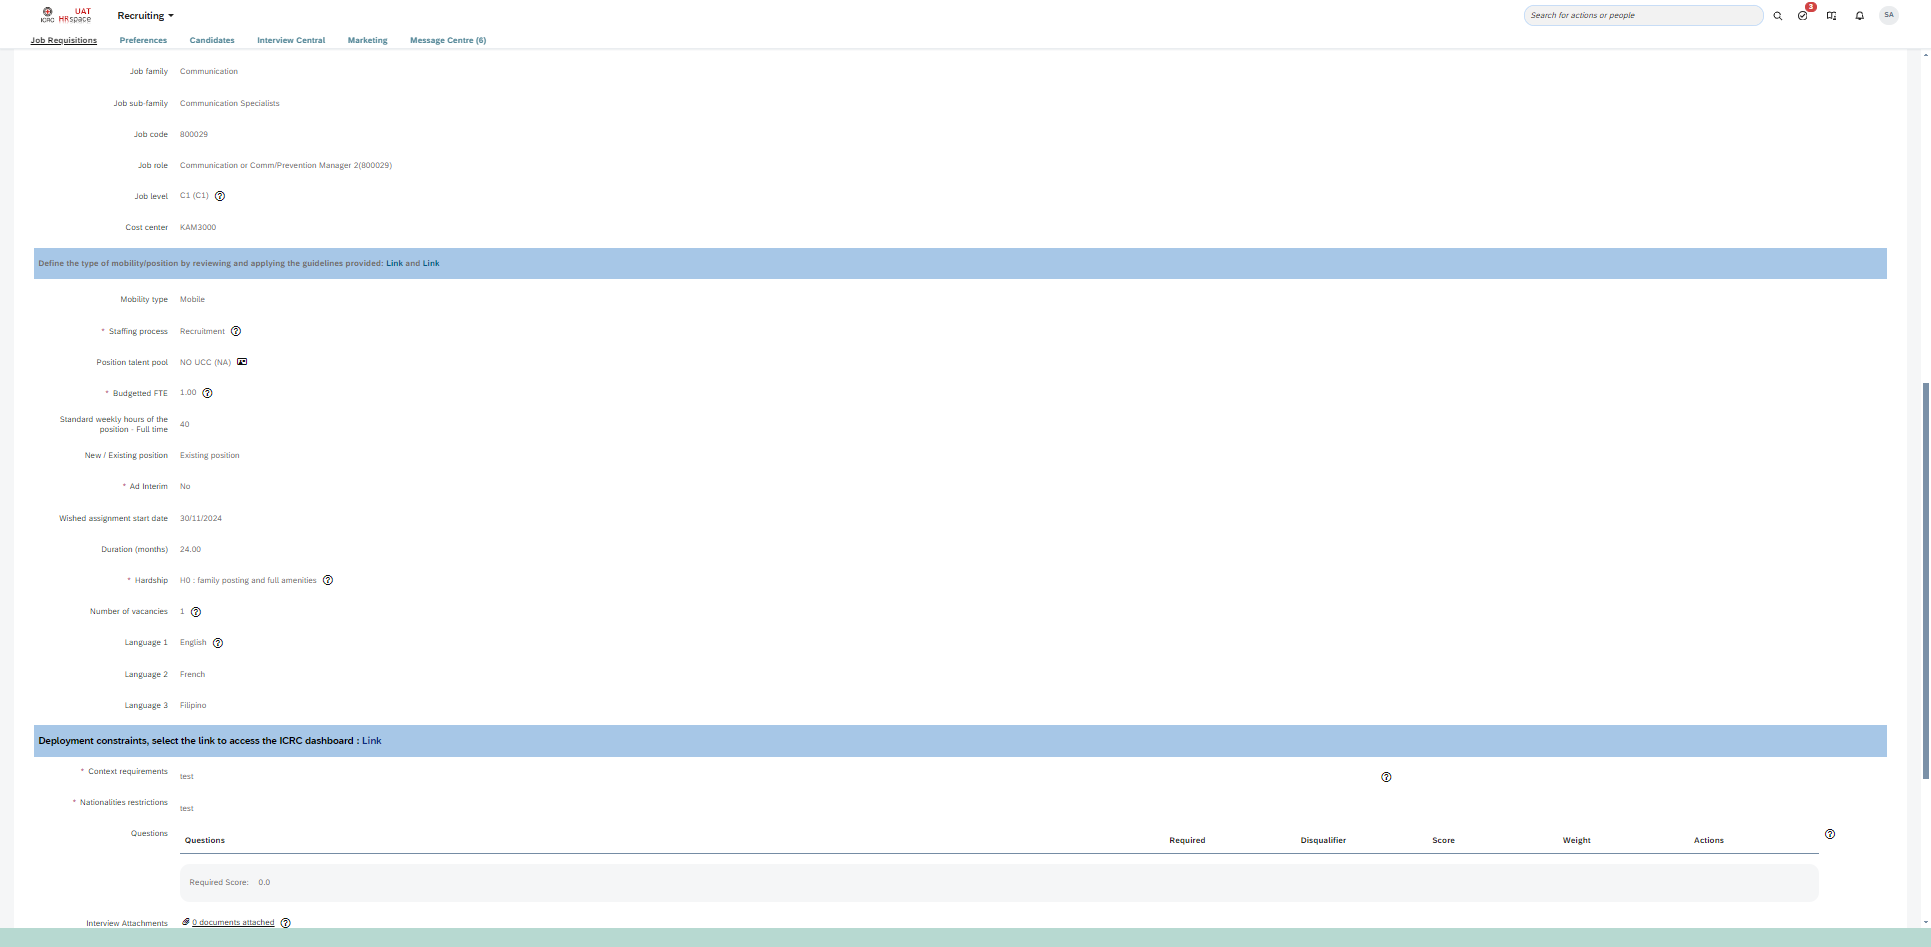 ICRC
UAT
HRspace
Recruiting
Search for actions or people
3
SA
Job Requisitions
Preferences
Candidates
Interview Central
Marketing
Message Centre (6)
Job family Communication
Job sub-family Communication Specialists
Job code 800029
Job role Communication or Comm/Prevention Manager 2(800029)
Job level C1 (C1)
Cost center KAM3000
Define the type of mobility/position by reviewing and applying the guidelines provided: Link and Link
Mobility type Mobile
* Staffing process Recruitment
Position talent pool NO UCC (NA)
* Budgetted FTE 1.00
Standard weekly hours of the
position - Full time 40
New / Existing position Existing position
* Ad Interim No
Wished assignment start date 30/11/2024
Duration (months) 24.00
* Hardship H0 : family posting and full amenities
Number of vacancies 1
Language 1 English
Language 2 French
Language 3 Filipino
Deployment constraints, select the link to access the ICRC dashboard : Link
* Context requirements test
* Nationalities restrictions test
Questions
Questions Required Disqualifier Score Weight Actions
Required Score: 0.0
Interview Attachments 0 documents attached